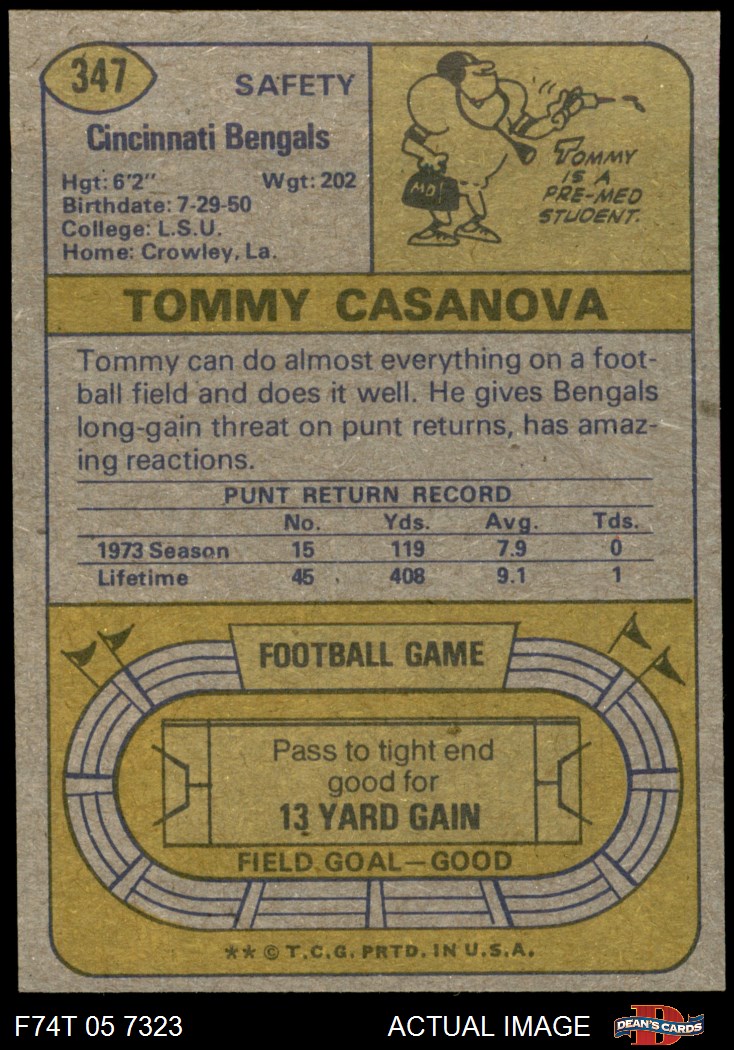 347
SAFETY
Cincinnati Bengals
Hgt: 6'2" Wgt: 202
Birthdate: 7-29-50
College: L.S.U.
Home: Crowley, La.
MD!
TOMMY
IS A
PRE-MED
STUDENT.
TOMMY CASANOVA
Tommy can do almost everything on a foot-
ball field and does it well. He gives Bengals
long-gain threat on punt returns, has amaz-
ing reactions.
PUNT RETURN RECORD
No. Yds. Avg. Tds.
1973 Season 15 119 7.9 0
Lifetime 45 408 9.1 1
FOOTBALL GAME
Pass to tight end
good for
13 YARD GAIN
FIELD GOAL—GOOD
** © T.C.G. PRTD. IN U.S.A.
F74T 05 7323 ACTUAL IMAGE
D
DEAN'S CARDS